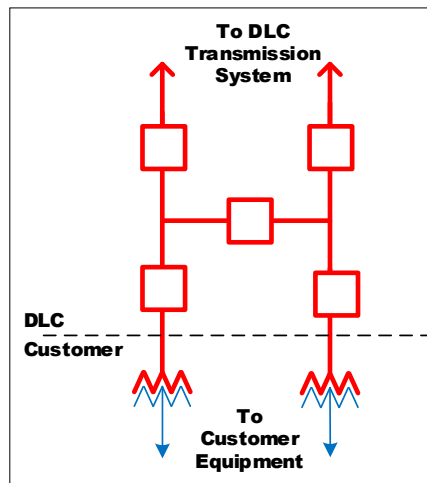 To DLC
Transmission
System
DLC
Customer
To
Customer
Equipment